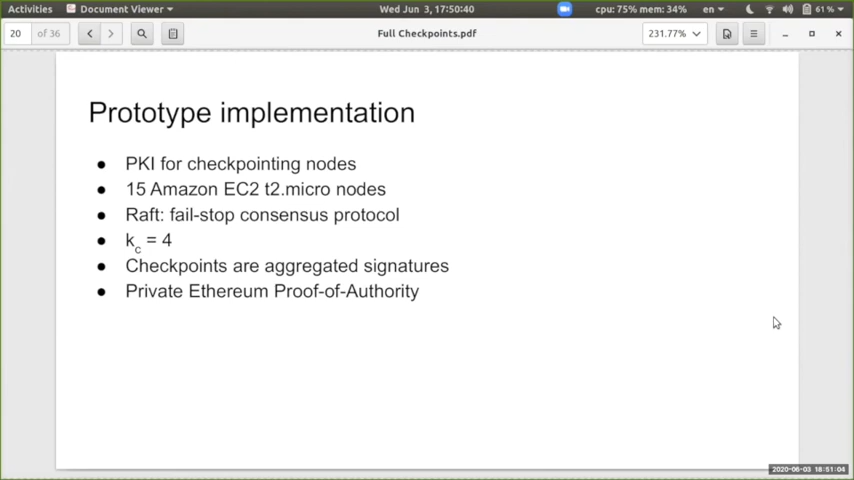 Activities Document Viewer Wed Jun 3, 17:50:40 cpu: 75% mem: 34% en 61 %
20 of 36 Full Checkpoints.pdf 231.77%
Prototype implementation
● PKI for checkpointing nodes
● 15 Amazon EC2 t2.micro nodes
● Raft: fail-stop consensus protocol
● kc = 4
● Checkpoints are aggregated signatures
● Private Ethereum Proof-of-Authority
2020-06-03 18:51:04